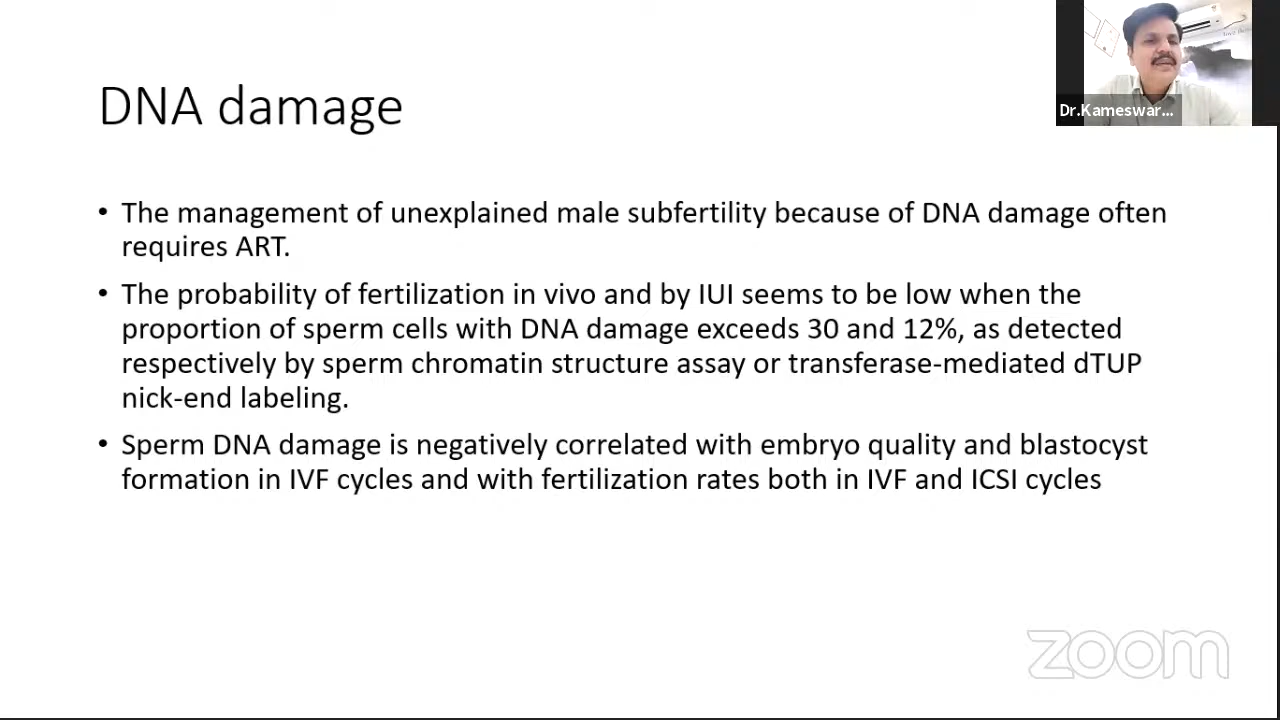 DNA damage
Dr.Kameswar...
• The management of unexplained male subfertility because of DNA damage often
requires ART.
• The probability of fertilization in vivo and by IUI seems to be low when the
proportion of sperm cells with DNA damage exceeds 30 and 12%, as detected
respectively by sperm chromatin structure assay or transferase-mediated dTUP
nick-end labeling.
• Sperm DNA damage is negatively correlated with embryo quality and blastocyst
formation in IVF cycles and with fertilization rates both in IVF and ICSI cycles
zoom